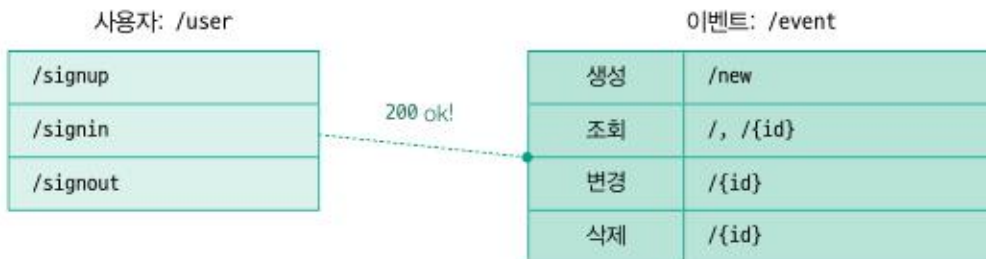 사용자: /user
/signup
/signin
/signout
200 ok!
이벤트: /event
생성 /new
조회 /, /{id}
변경 /{id}
삭제 /{id}